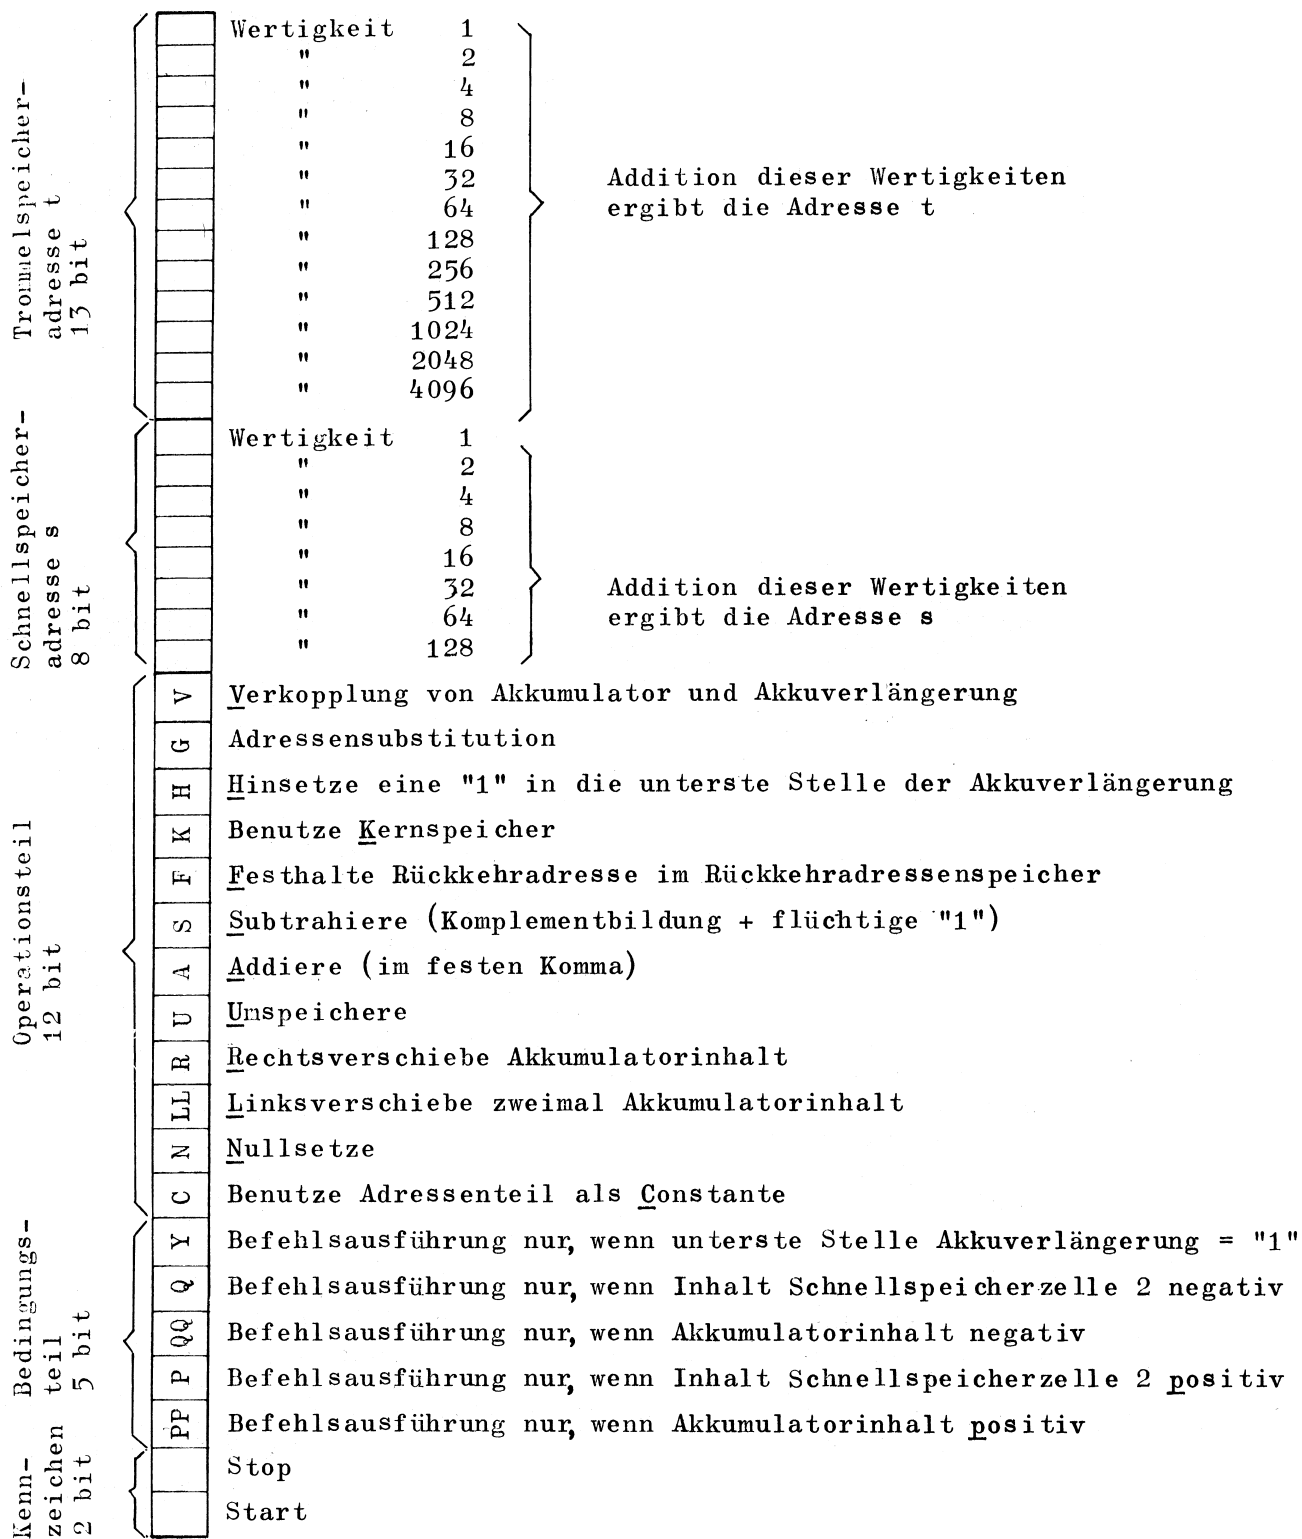 Trommelspeicher-
adresse t
13 bit
Wertigkeit 1
" 2
" 4
" 8
" 16
" 32
" 64
" 128
" 256
" 512
" 1024
" 2048
" 4096
Addition dieser Wertigkeiten
ergibt die Adresse t
Schnellspeicher-
adresse s
8 bit
Wertigkeit 1
" 2
" 4
" 8
" 16
" 32
" 64
" 128
Addition dieser Wertigkeiten
ergibt die Adresse s
Operationsteil
12 bit
V Verkopplung von Akkumulator und Akkuverlängerung
G Adressensubstitution
H Hinsetze eine "1" in die unterste Stelle der Akkuverlängerung
K Benutze Kernspeicher
F Festhalte Rückkehradresse im Rückkehradressenspeicher
S Subtrahiere (Komplementbildung + flüchtige "1")
A Addiere (im festen Komma)
U Umspeichere
R Rechtsverschiebe Akkumulatorinhalt
LL Linksverschiebe zweimal Akkumulatorinhalt
N Nullsetze
C Benutze Adressenteil als Constante
Bedingungs-
teil
5 bit
Y Befehlsausführung nur, wenn unterste Stelle Akkuverlängerung = "1"
Q Befehlsausführung nur, wenn Inhalt Schnellspeicherzelle 2 negativ
QQ Befehlsausführung nur, wenn Akkumulatorinhalt negativ
P Befehlsausführung nur, wenn Inhalt Schnellspeicherzelle 2 positiv
PP Befehlsausführung nur, wenn Akkumulatorinhalt positiv
Kenn-
zeichen
2 bit
Stop
Start